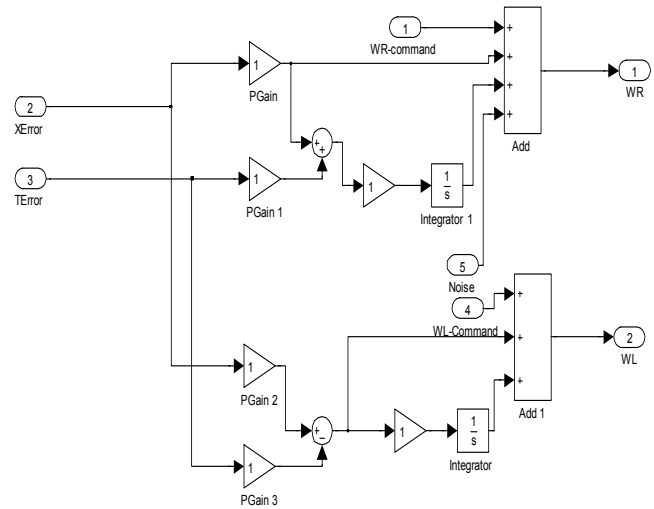 1
WR-command
+
+
+
+
Add
1
WR
1
PGain
2
XError
+
+
3
TError
1
PGain 1
1
1
s
Integrator 1
5
Noise
4
WL-Command
+
+
+
Add 1
2
WL
1
PGain 2
+
−
1
1
s
Integrator
1
PGain 3